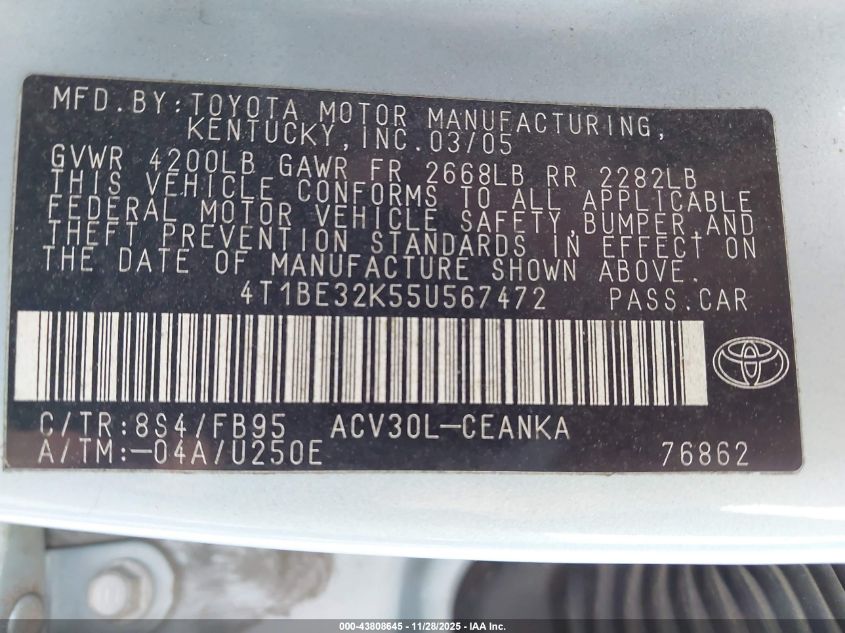 MFD.BY:TOYOTA MOTOR MANUFACTURING,
KENTUCKY,INC.03/05
GVWR 4200LB GAWR FR 2668LB RR 2282LB
THIS VEHICLE CONFORMS TO ALL APPLICABLE
FEDERAL MOTOR VEHICLE SAFETY,BUMPER,AND
THEFT PREVENTION STANDARDS IN EFFECT ON
THE DATE OF MANUFACTURE SHOWN ABOVE.
4T1BE32K55U567472 PASS.CAR
C/TR:8S4/FB95 ACV30L-CEANKA
A/TM:-04A/U250E 76862
000-43808645 - 11/28/2025 - IAA Inc.